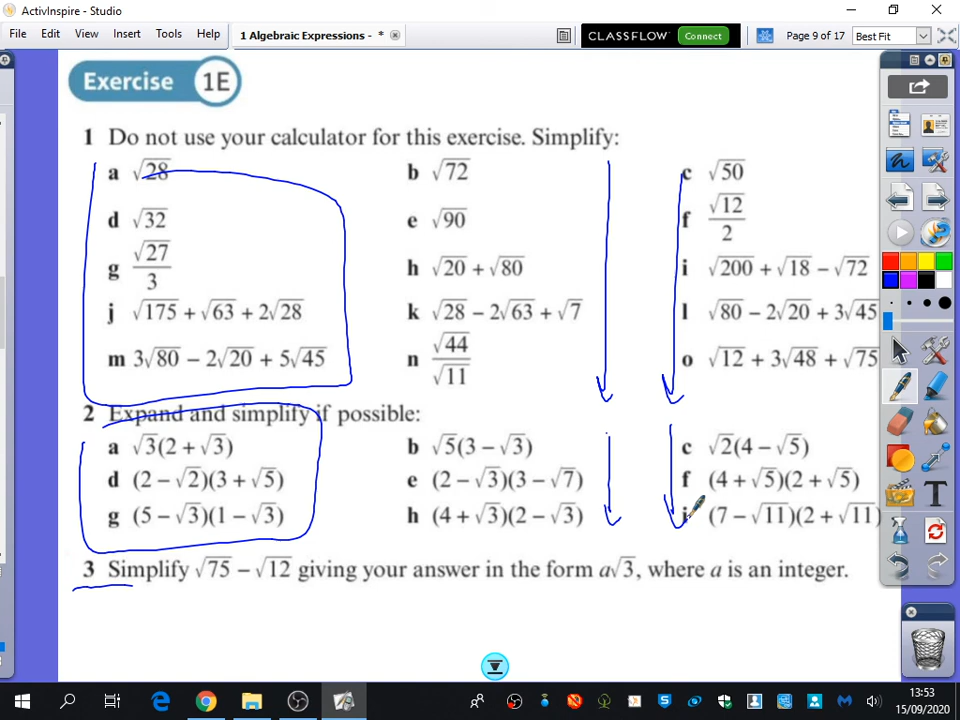 ActivInspire - Studio
File Edit View Insert Tools Help
1 Algebraic Expressions - *
CLASSFLOW Connect
Page 9 of 17
Best Fit
Exercise 1E
1 Do not use your calculator for this exercise. Simplify:
a √28 b √72 c √50
d √32 e √90 f √12/2
g √27/3 h √20 + √80 i √200 + √18 − √72
j √175 + √63 + 2√28 k √28 − 2√63 + √7 l √80 − 2√20 + 3√45
m 3√80 − 2√20 + 5√45 n √44/√11 o √12 + 3√48 + √75
2 Expand and simplify if possible:
a √3(2 + √3) b √5(3 − √3) c √2(4 − √5)
d (2 − √2)(3 + √5) e (2 − √3)(3 − √7) f (4 + √5)(2 + √5)
g (5 − √3)(1 − √3) h (4 + √3)(2 − √3) i (7 − √11)(2 + √11)
3 Simplify √75 − √12 giving your answer in the form a√3, where a is an integer.
13:53
15/09/2020